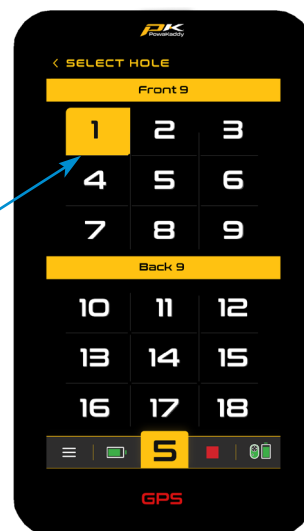 PK
PowaKaddy
< SELECT HOLE
Front 9
1 2 3
4 5 6
7 8 9
Back 9
10 11 12
13 14 15
16 17 18
5
GPS